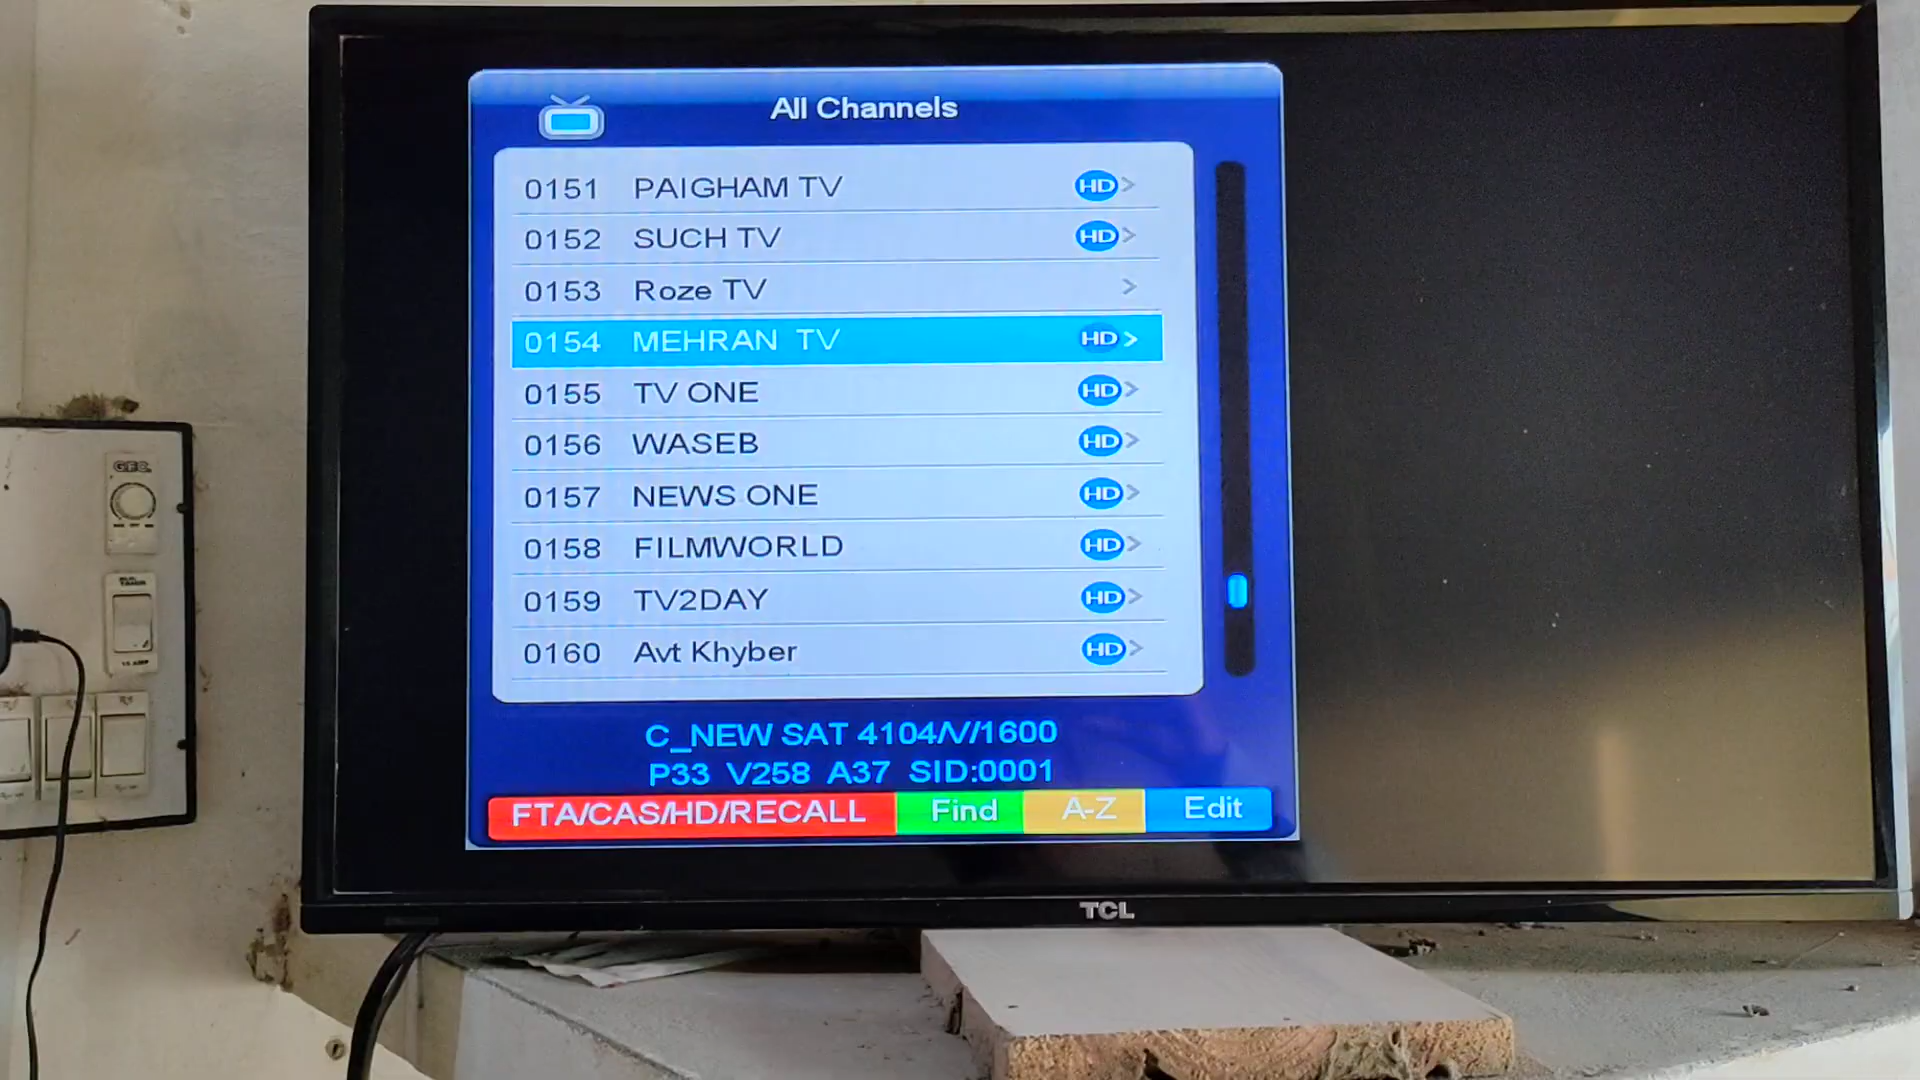 All Channels
0151 PAIGHAM TV HD >
0152 SUCH TV HD >
0153 Roze TV >
0154 MEHRAN TV HD >
0155 TV ONE HD >
0156 WASEB HD >
0157 NEWS ONE HD >
0158 FILMWORLD HD >
0159 TV2DAY HD >
0160 Avt Khyber HD >
C_NEW SAT 4104/V/1600
P33 V258 A37 SID:0001
FTA/CAS/HD/RECALL Find A-Z Edit
TCL
G.F.C.